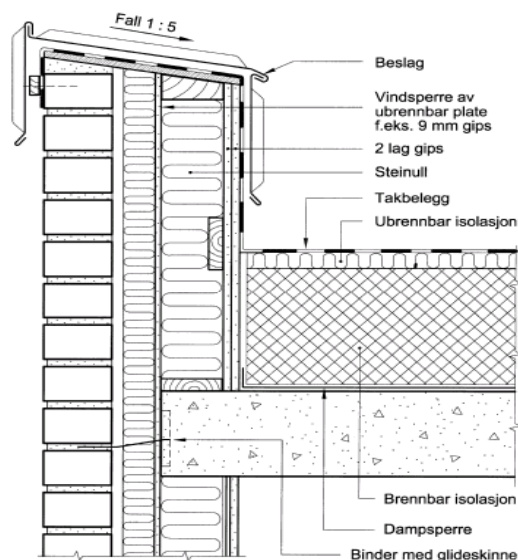 Fall 1 : 5
Beslag
Vindsperre av
ubrennbar plate
f.eks. 9 mm gips
2 lag gips
Steinull
Takbelegg
Ubrennbar isolasjon
Brennbar isolasjon
Dampsperre
Binder med glideskinne